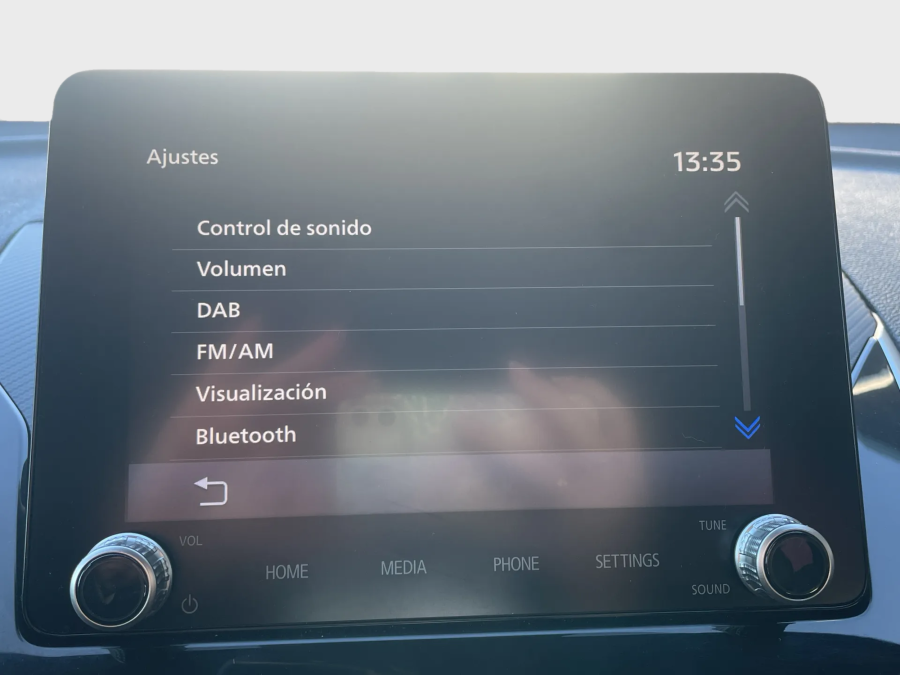 Ajustes
13:35
Control de sonido
Volumen
DAB
FM/AM
Visualización
Bluetooth
VOL
TUNE
HOME
MEDIA
PHONE
SETTINGS
SOUND